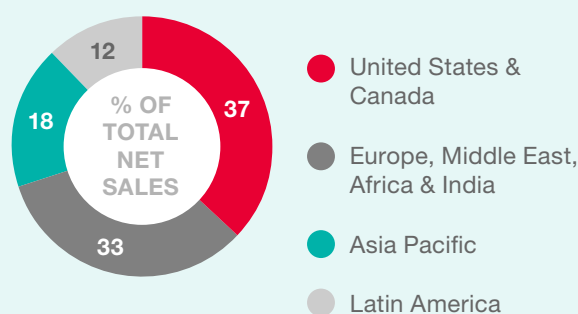 12
37
18
33
% OF
TOTAL
NET
SALES
United States &
Canada
Europe, Middle East,
Africa & India
Asia Pacific
Latin America